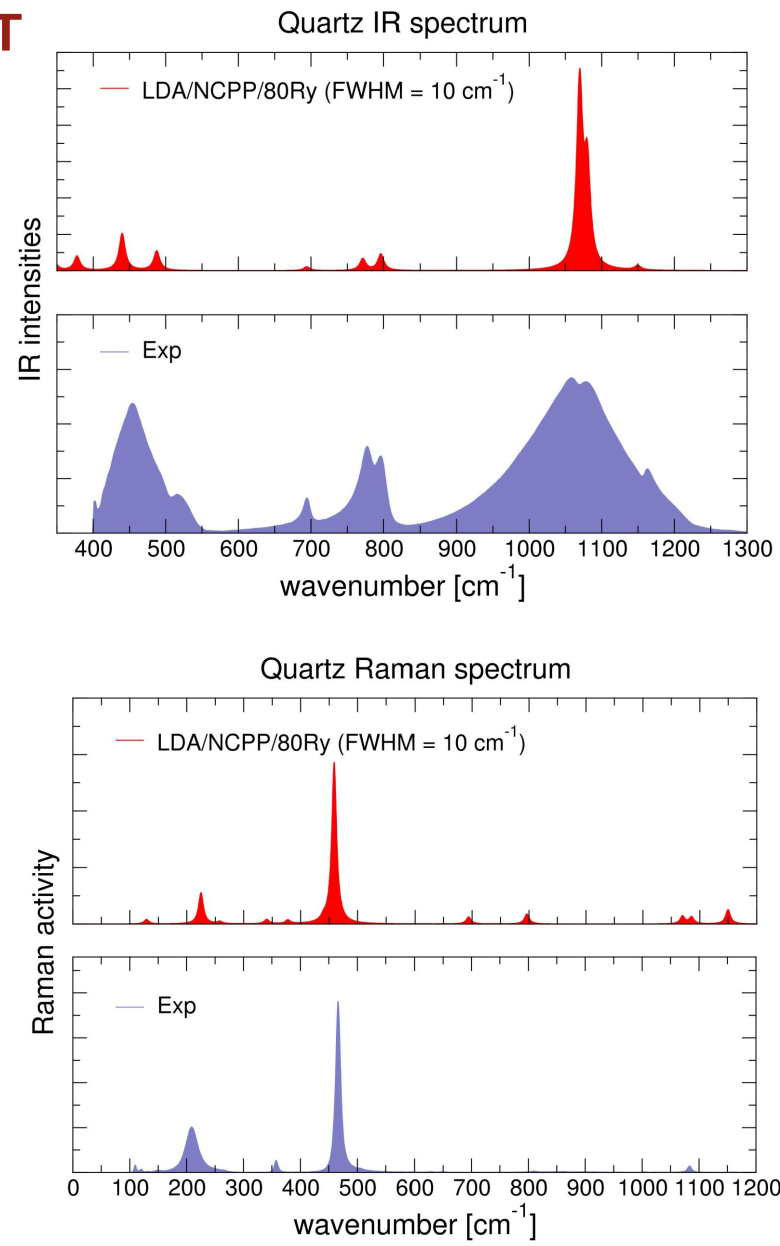 T
Quartz IR spectrum
LDA/NCPP/80Ry (FWHM = 10 cm⁻¹)
IR intensities
Exp
400 500 600 700 800 900 1000 1100 1200 1300
wavenumber [cm⁻¹]
Quartz Raman spectrum
LDA/NCPP/80Ry (FWHM = 10 cm⁻¹)
Raman activity
Exp
0 100 200 300 400 500 600 700 800 900 1000 1100 1200
wavenumber [cm⁻¹]